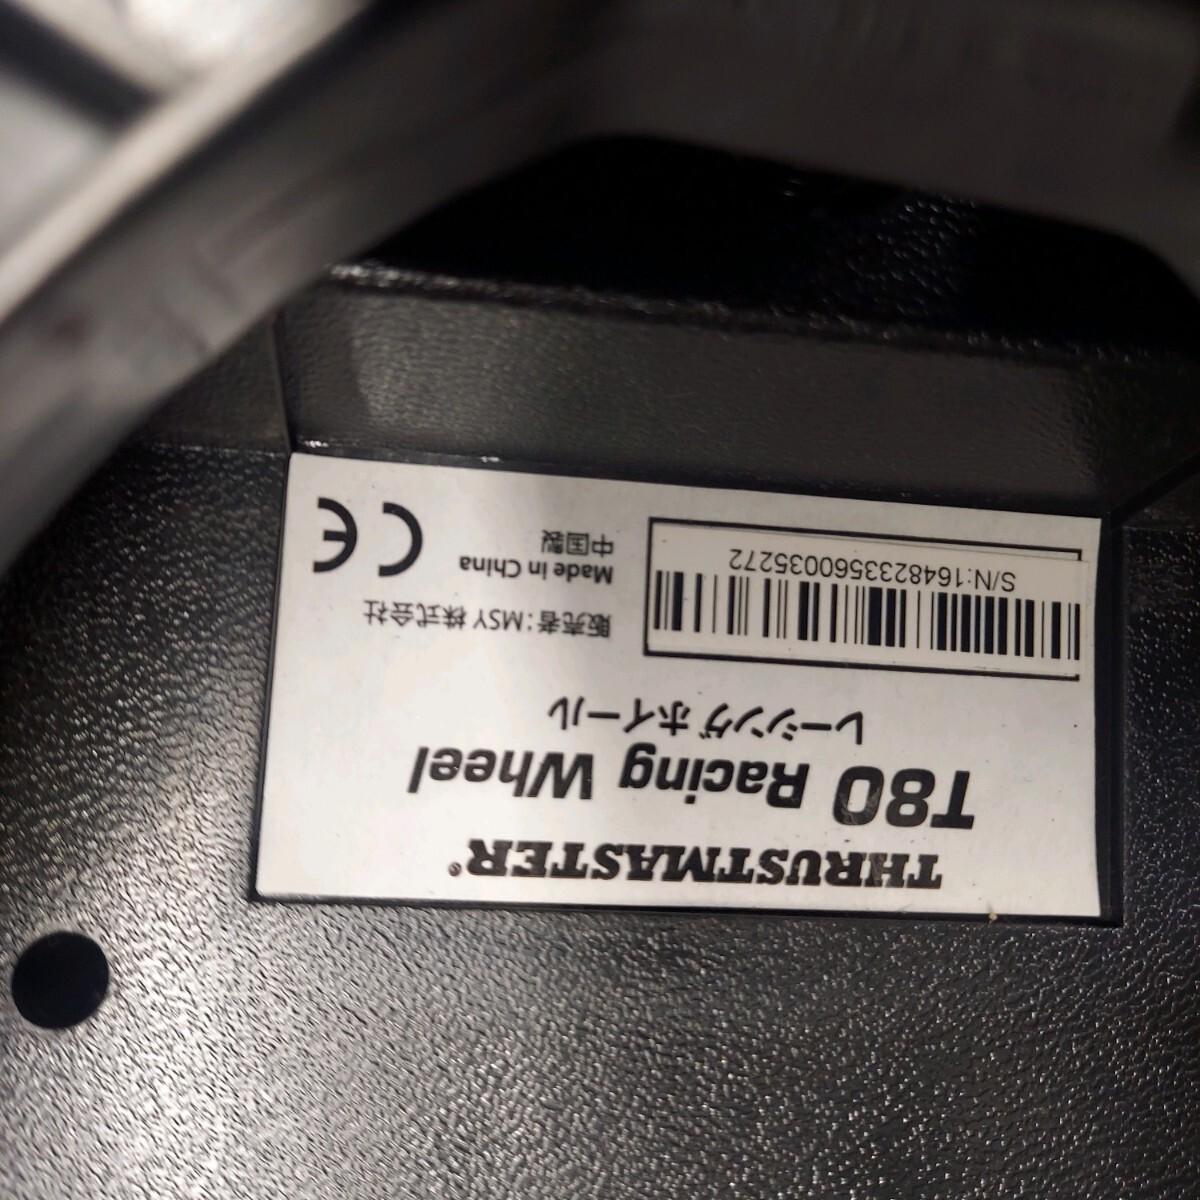 THRUSTMASTER®
T80 Racing Wheel
レーシング ホイール
S/N:1648233560035272
販売者:MSY 株式会社
Made in China
中国製
CE